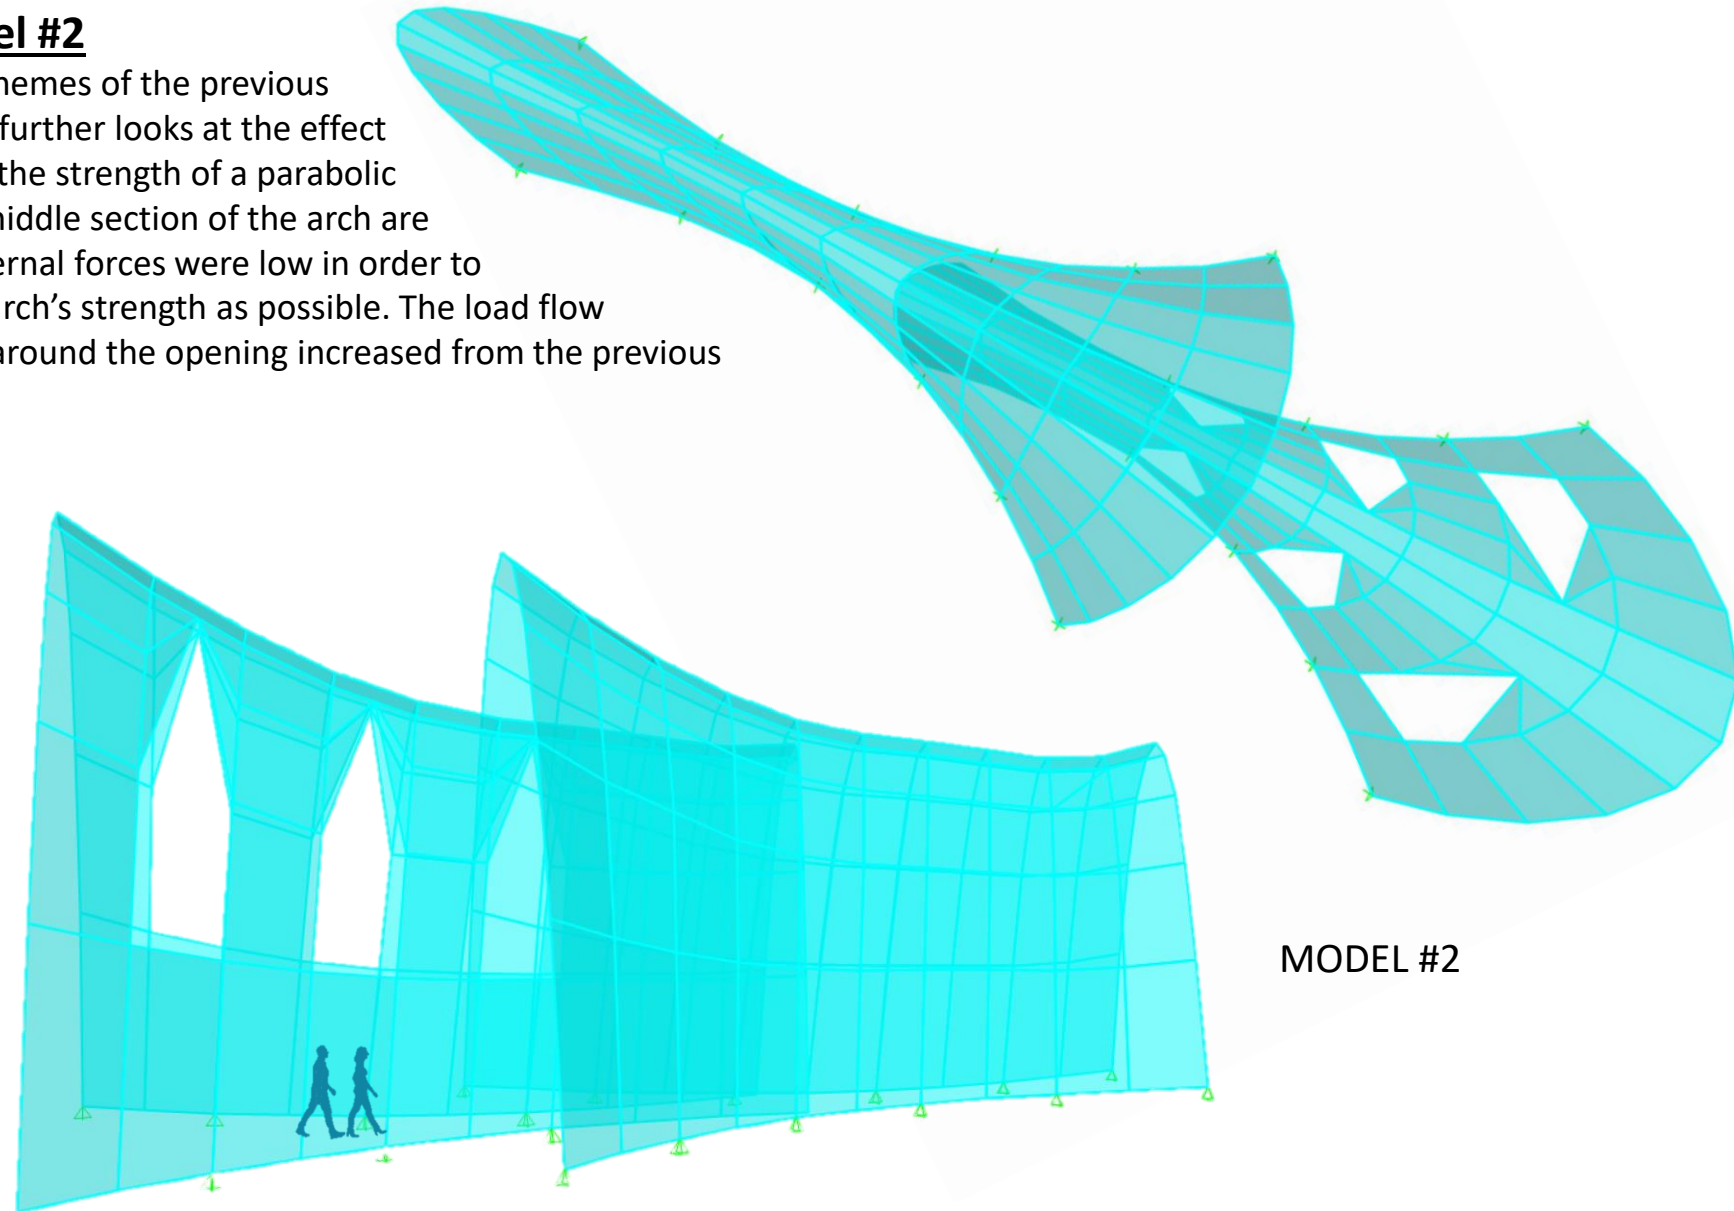 el #2
hemes of the previous
further looks at the effect
the strength of a parabolic
middle section of the arch are
ernal forces were low in order to
rch's strength as possible. The load flow
around the opening increased from the previous
MODEL #2